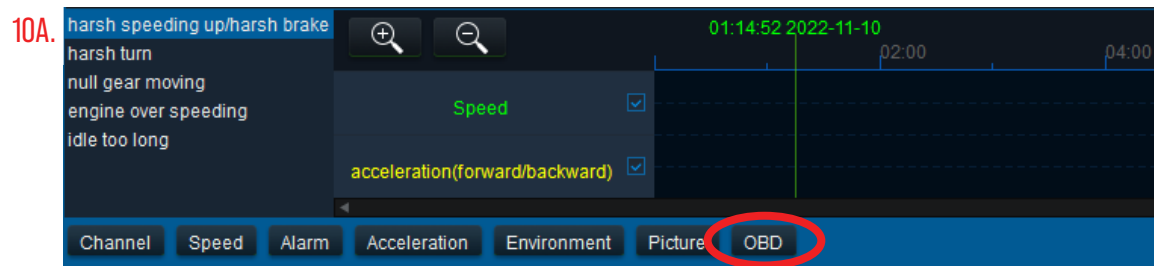 10A.
harsh speeding up/harsh brake
harsh turn
null gear moving
engine over speeding
idle too long
01:14:52 2022-11-10
02:00
04:00
Speed
acceleration(forward/backward)
Channel
Speed
Alarm
Acceleration
Environment
Picture
OBD